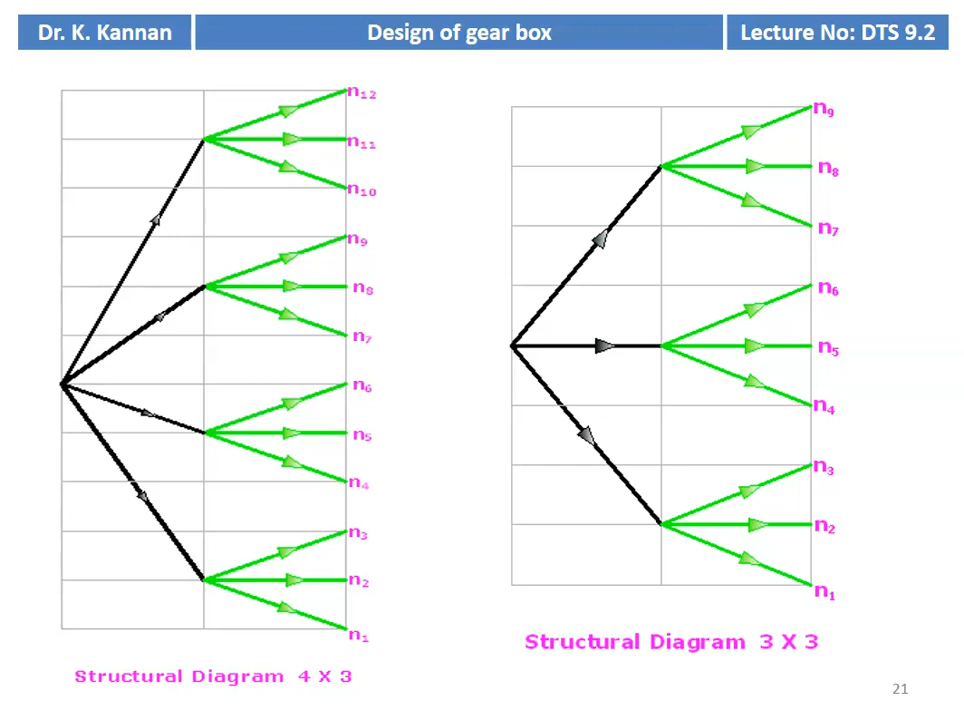 Dr. K. Kannan
Design of gear box
Lecture No: DTS 9.2
n12
n11
n10
n9
n8
n7
n6
n5
n4
n3
n2
n1
Structural Diagram 4 X 3
n9
n8
n7
n6
n5
n4
n3
n2
n1
Structural Diagram 3 X 3
21